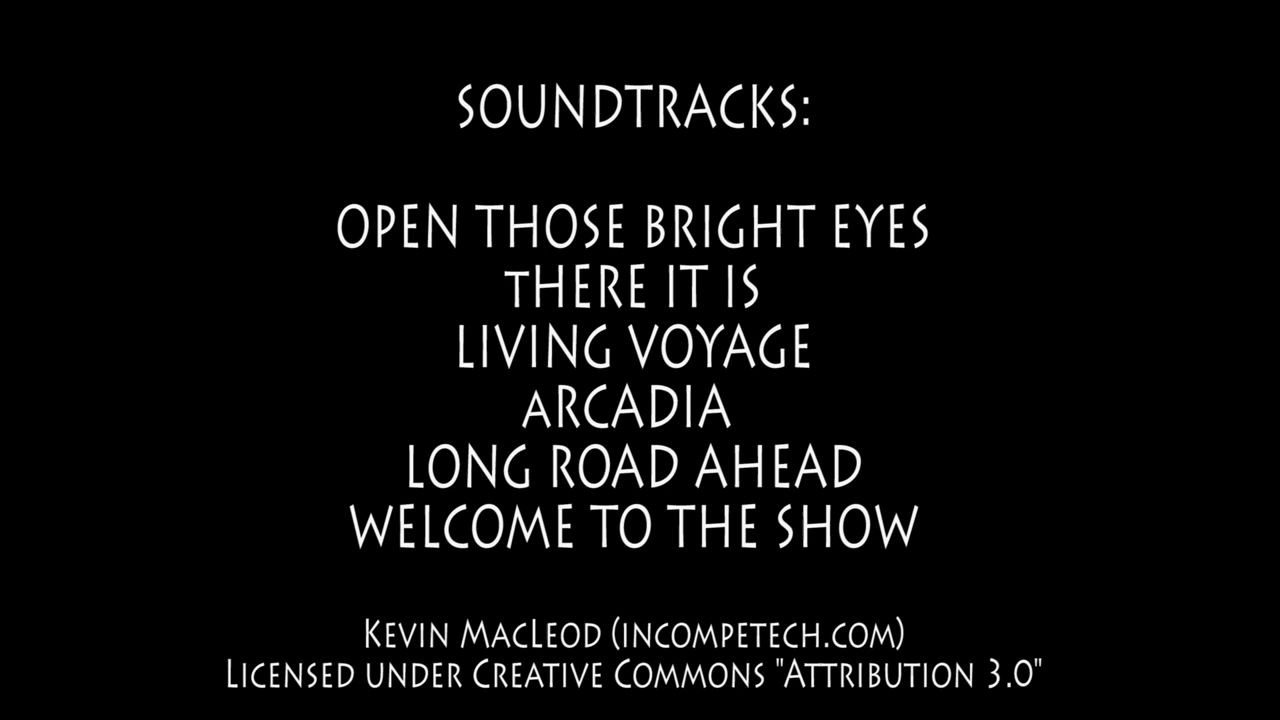 SOUNDTRACKS:
OPEN THOSE BRIGHT EYES
tHERE IT IS
LIVING VOYAGE
aRCADIA
LONG ROAD AHEAD
WELCOME TO THE SHOW
Kevin MacLeod (incompetech.com)
Licensed under Creative Commons "Attribution 3.0"